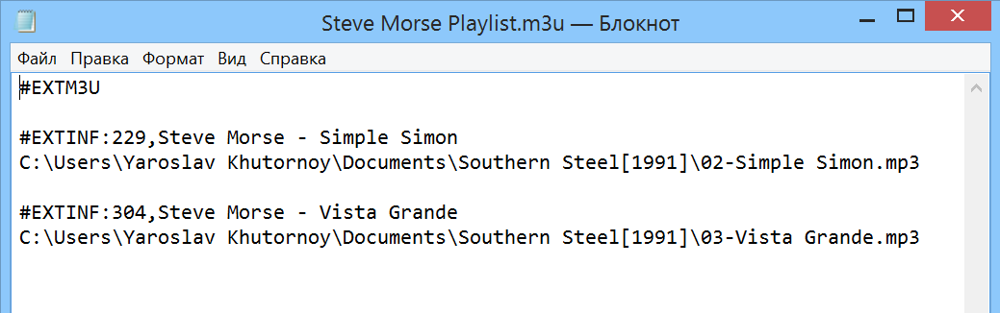 Steve Morse Playlist.m3u — Блокнот
Файл Правка Формат Вид Справка
#EXTM3U
#EXTINF:229,Steve Morse - Simple Simon
C:\Users\Yaroslav Khutornoy\Documents\Southern Steel[1991]\02-Simple Simon.mp3
#EXTINF:304,Steve Morse - Vista Grande
C:\Users\Yaroslav Khutornoy\Documents\Southern Steel[1991]\03-Vista Grande.mp3